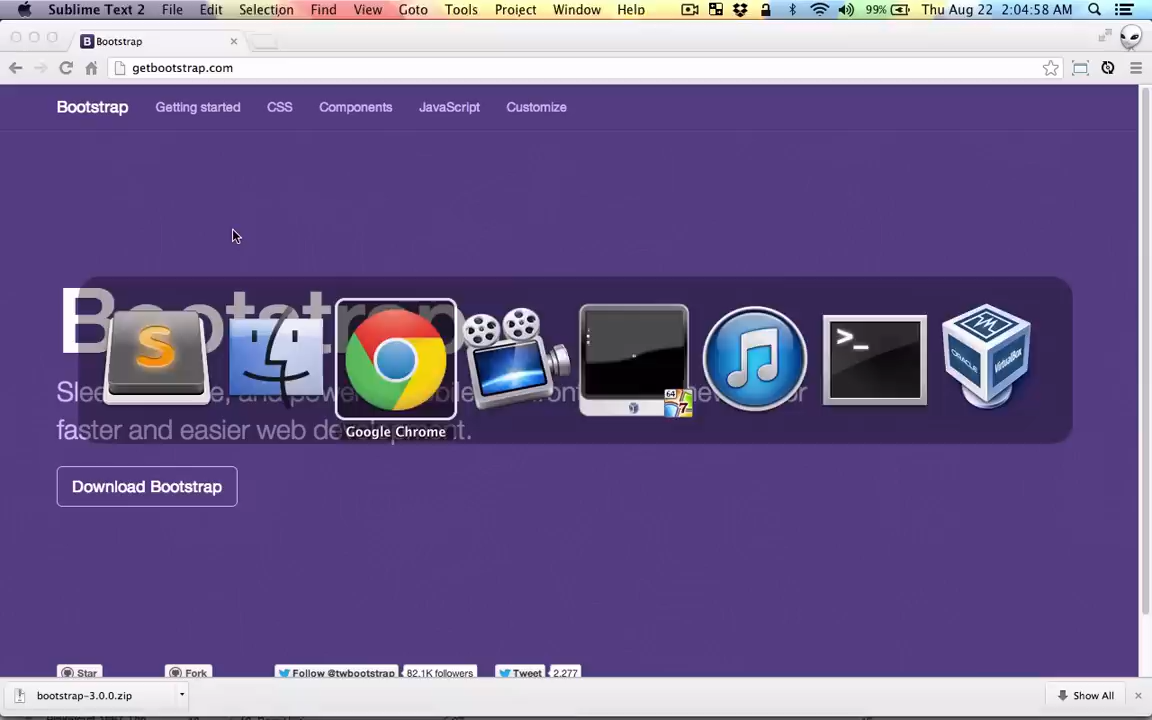 Sublime Text 2 File Edit Selection Find View Goto Tools Project Window Help 99% Thu Aug 22 2:04:58 AM
B Bootstrap
getbootstrap.com
Bootstrap Getting started CSS Components JavaScript Customize
Bootstrap
faster and easier web development.
Google Chrome
Download Bootstrap
Star Fork Follow @twbootstrap 82.1K followers Tweet 2,277
bootstrap-3.0.0.zip Show All